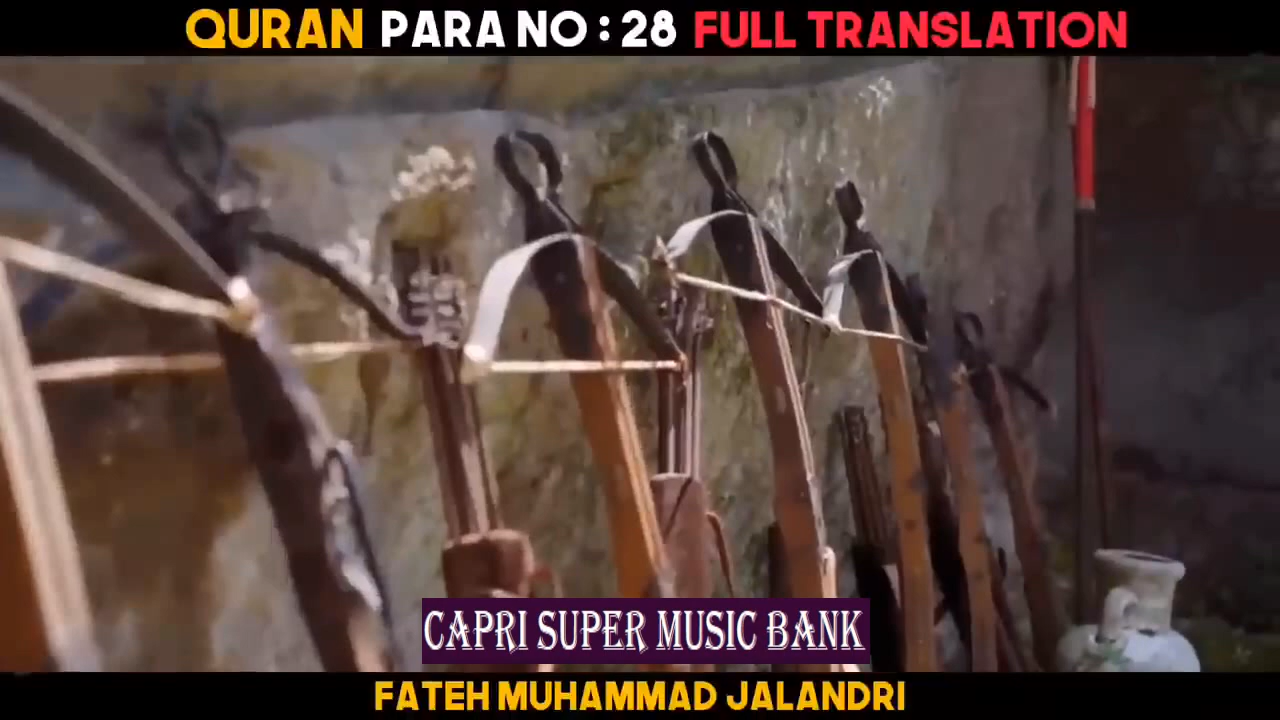 QURAN PARA NO : 28 FULL TRANSLATION
CAPRI SUPER MUSIC BANK
FATEH MUHAMMAD JALANDRI